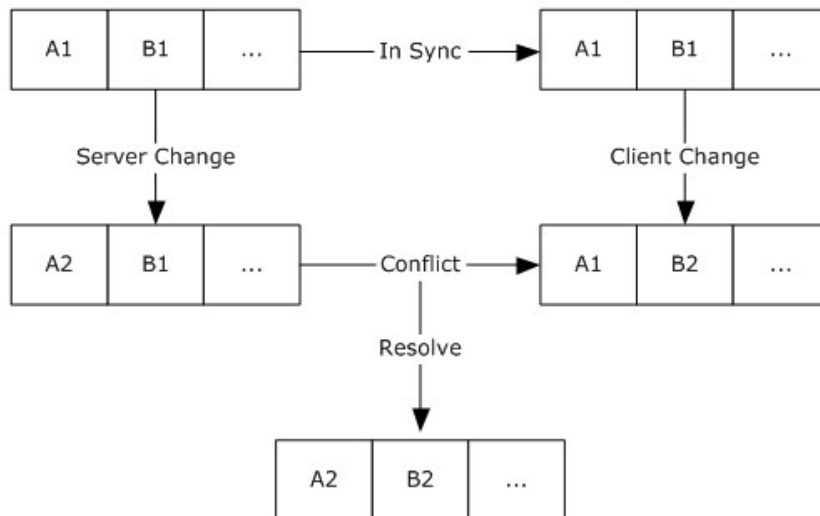 A1 B1 ... In Sync A1 B1 ...
Server Change Client Change
A2 B1 ... Conflict A1 B2 ...
Resolve
A2 B2 ...